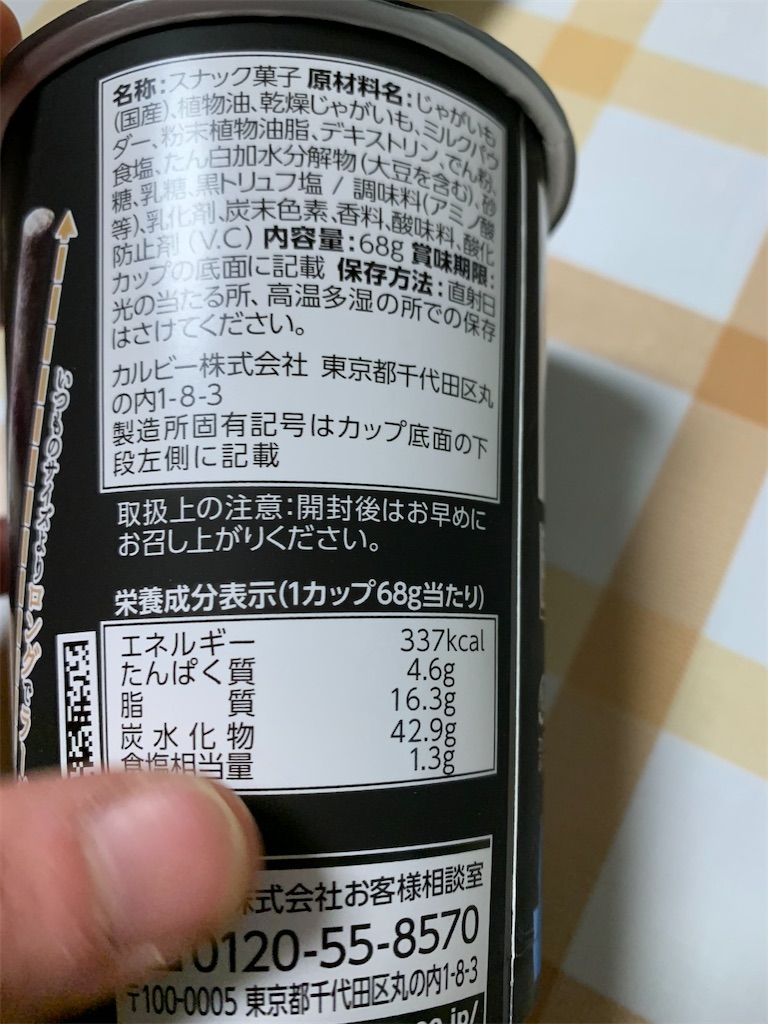 名称:スナック菓子 原材料名:じゃがいも
(国産)、植物油、乾燥じゃがいも、ミルクパウ
ダー、粉末植物油脂、デキストリン、でん粉、
食塩、たん白加水分解物(大豆を含む)、砂
糖、乳糖、黒トリュフ塩 / 調味料(アミノ酸
等)、乳化剤、炭末色素、香料、酸味料、酸化
防止剤 (V.C) 内容量:68g 賞味期限:
カップの底面に記載 保存方法:直射日
光の当たる所、高温多湿の所での保存
はさけてください。
カルビー株式会社 東京都千代田区丸
の内1-8-3
製造所固有記号はカップ底面の下
段左側に記載
取扱上の注意:開封後はお早めに
お召し上がりください。
栄養成分表示(1カップ68g当たり)
エネルギー 337kcal
たんぱく質 4.6g
脂質 16.3g
炭水化物 42.9g
食塩相当量 1.3g
株式会社お客様相談室
0120-55-8570
〒100-0005 東京都千代田区丸の内1-8-3